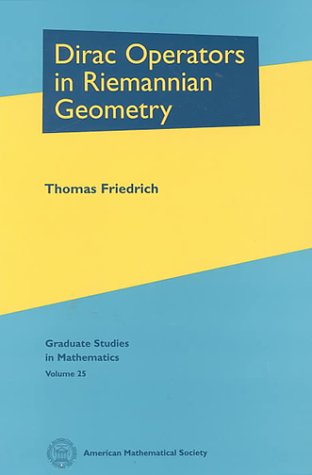 Dirac Operators
in Riemannian
Geometry
Thomas Friedrich
Graduate Studies
in Mathematics
Volume 25
American Mathematical Society